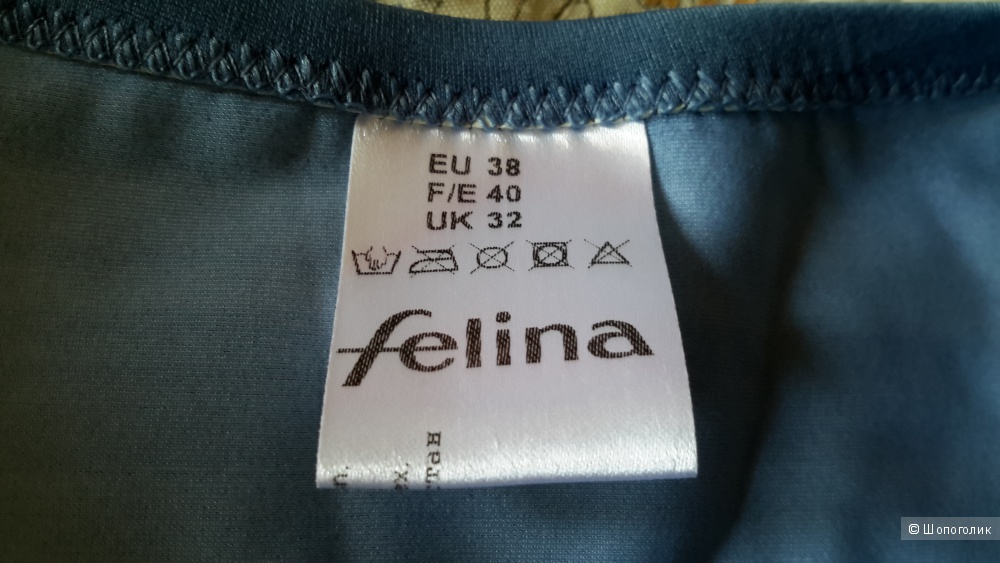 EU 38
F/E 40
UK 32
felina
© Шопоголик